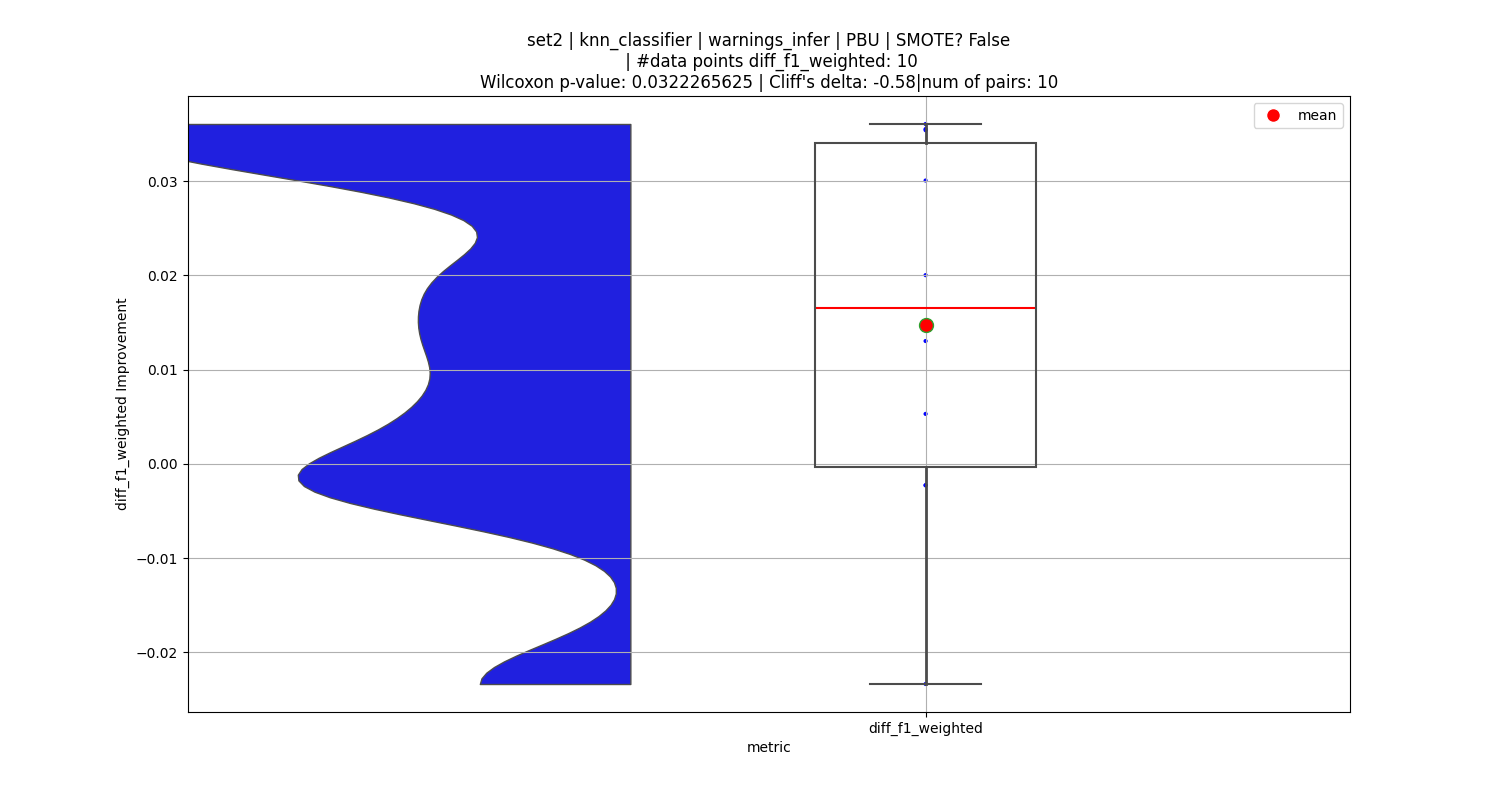 set2 | knn_classifier | warnings_infer | PBU | SMOTE? False
| #data points diff_f1_weighted: 10
Wilcoxon p-value: 0.0322265625 | Cliff's delta: -0.58|num of pairs: 10
mean
0.03
0.02
0.01
0.00
−0.01
−0.02
diff_f1_weighted Improvement
diff_f1_weighted
metric